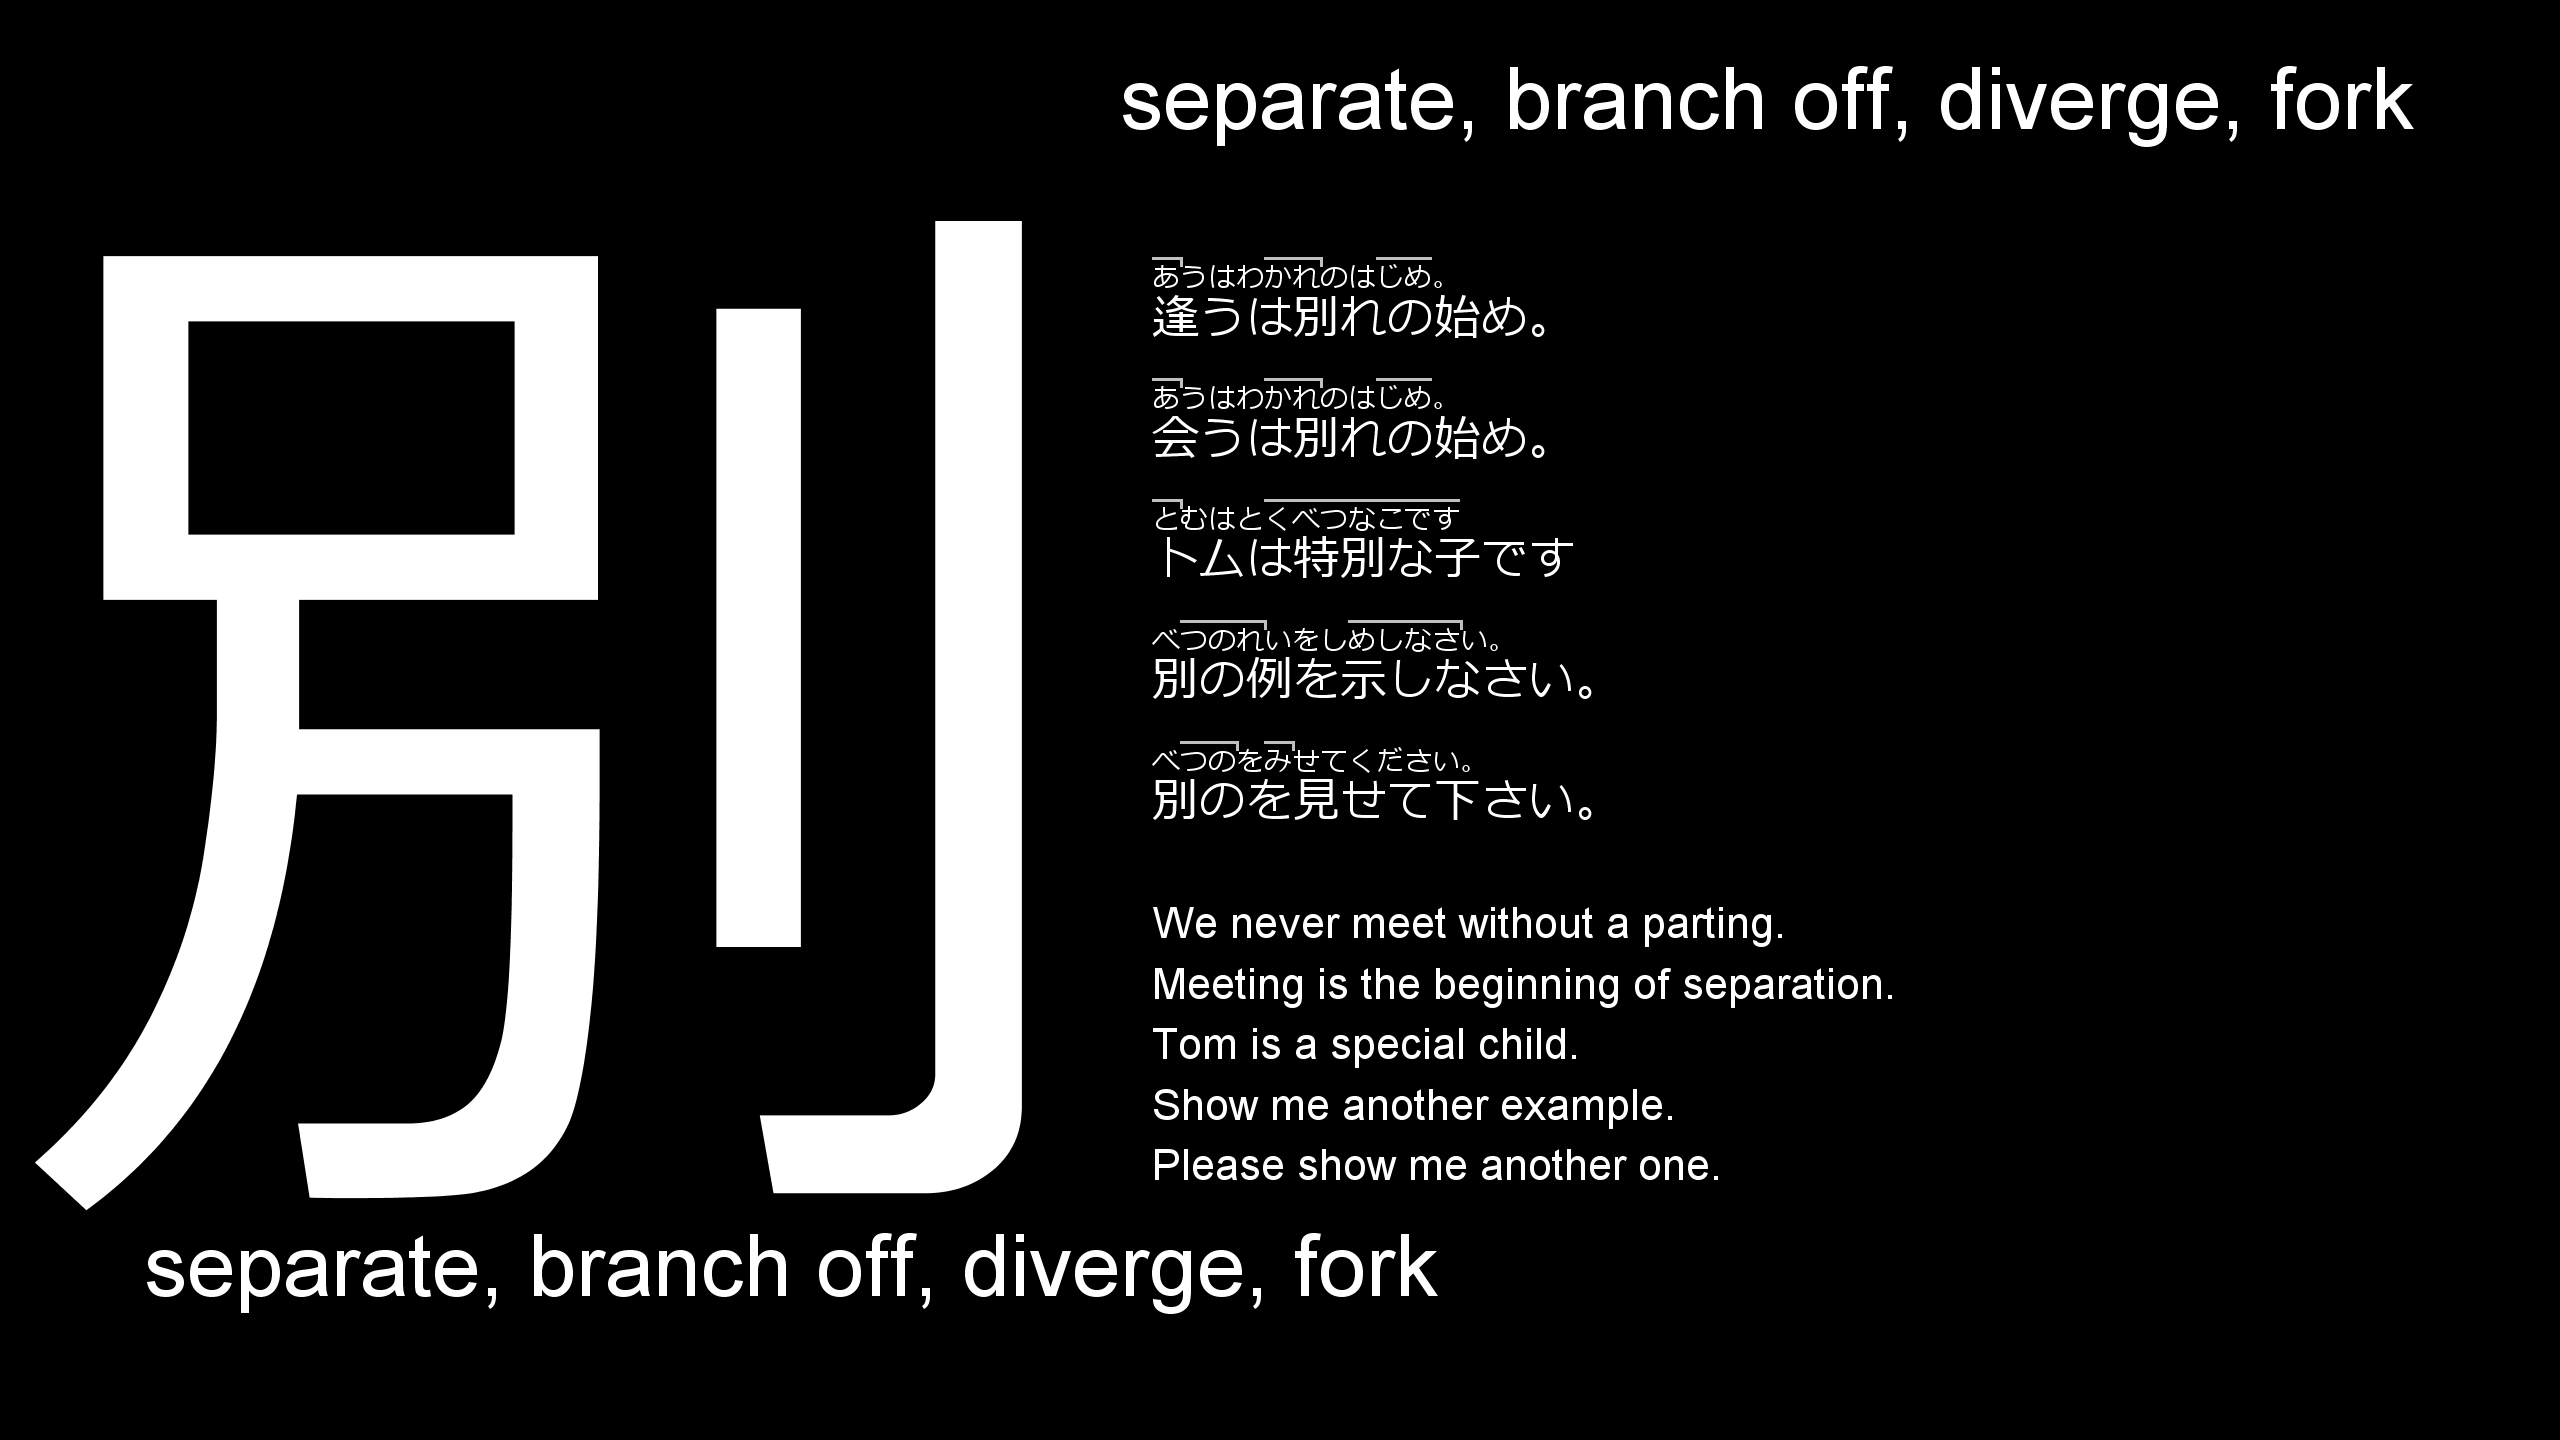 separate, branch off, diverge, fork
別
あうはわかれのはじめ。
逢うは別れの始め。
あうはわかれのはじめ。
会うは別れの始め。
とむはとくべつなこです
トムは特別な子です
べつのれいをしめしなさい。
別の例を示しなさい。
べつのをみせてください。
別のを見せて下さい。
We never meet without a parting.
Meeting is the beginning of separation.
Tom is a special child.
Show me another example.
Please show me another one.
separate, branch off, diverge, fork